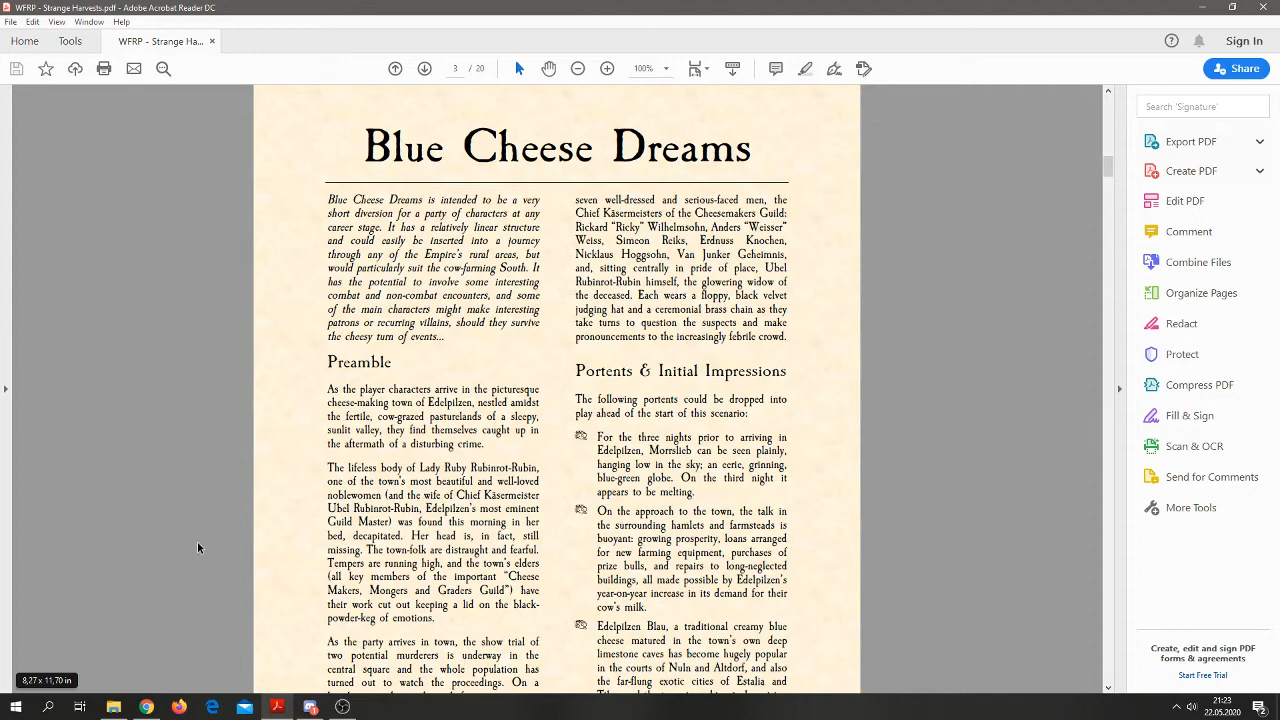 WFRP - Strange Harvests.pdf - Adobe Acrobat Reader DC
File Edit View Window Help
Home Tools WFRP - Strange Ha... ×
Sign In
3 / 20
100%
Share
Blue Cheese Dreams
Blue Cheese Dreams is intended to be a very
short diversion for a party of characters at any
career stage. It has a relatively linear structure
and could easily be inserted into a journey
through any of the Empire's rural areas, but
would particularly suit the cow-farming South. It
has the potential to involve some interesting
combat and non-combat encounters, and some
of the main characters might make interesting
patrons or recurring villains, should they survive
the cheesy turn of events...
Preamble
As the player characters arrive in the picturesque
cheese-making town of Edelpilzen, nestled amidst
the fertile, cow-grazed pasturelands of a sleepy,
sunlit valley, they find themselves caught up in
the aftermath of a disturbing crime.
The lifeless body of Lady Ruby Rubinrot-Rubin,
one of the town's most beautiful and well-loved
noblewomen (and the wife of Chief Käsermeister
Ubel Rubinrot-Rubin, Edelpilzen's most eminent
Guild Master) was found this morning in her
bed, decapitated. Her head is, in fact, still
missing. The town-folk are distraught and fearful.
Tempers are running high, and the town's elders
(all key members of the important "Cheese
Makers, Mongers and Graders Guild") have
their work cut out keeping a lid on the black-
powder-keg of emotions.
As the party arrives in town, the show trial of
two potential murderers is underway in the
central square and the whole population has
turned out to watch the proceedings. On a
seven well-dressed and serious-faced men, the
Chief Käsermeisters of the Cheesemakers Guild:
Rickard "Ricky" Wilhelmsohn, Anders "Weisser"
Weiss, Simeon Reiks, Erdnuss Knochen,
Nicklaus Hoggsohn, Van Junker Geheimnis,
and, sitting centrally in pride of place, Ubel
Rubinrot-Rubin himself, the glowering widow of
the deceased. Each wears a floppy, black velvet
judging hat and a ceremonial brass chain as they
take turns to question the suspects and make
pronouncements to the increasingly febrile crowd.
Portents & Initial Impressions
The following portents could be dropped into
play ahead of the start of this scenario:
For the three nights prior to arriving in
Edelpilzen, Morrslieb can be seen plainly,
hanging low in the sky; an eerie, grinning,
blue-green globe. On the third night it
appears to be melting.
On the approach to the town, the talk in
the surrounding hamlets and farmsteads is
buoyant: growing prosperity, loans arranged
for new farming equipment, purchases of
prize bulls, and repairs to long-neglected
buildings, all made possible by Edelpilzen's
year-on-year increase in its demand for their
cow's milk.
Edelpilzen Blau, a traditional creamy blue
cheese matured in the town's own deep
limestone caves has become hugely popular
in the courts of Nuln and Altdorf, and also
the far-flung exotic cities of Estalia and
Search 'Signature'
Export PDF
Create PDF
Edit PDF
Comment
Combine Files
Organize Pages
Redact
Protect
Compress PDF
Fill & Sign
Scan & OCR
Send for Comments
More Tools
Create, edit and sign PDF
forms & agreements
Start Free Trial
8,27 x 11,70 in
21:23
22.05.2020